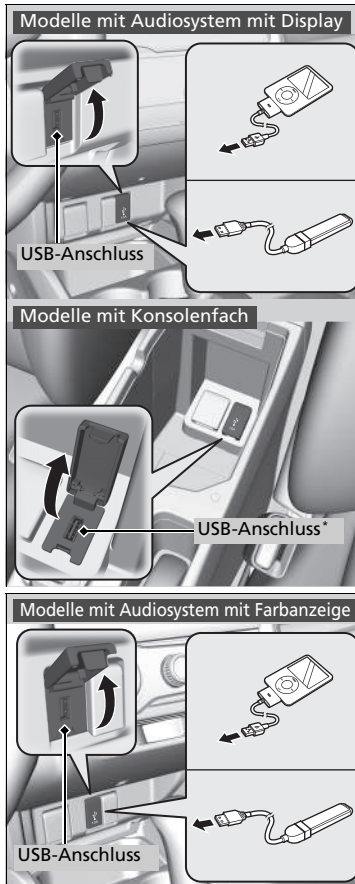 Modelle mit Audiosystem mit Display
USB-Anschluss
Modelle mit Konsolenfach
USB-Anschluss*
Modelle mit Audiosystem mit Farbanzeige
USB-Anschluss